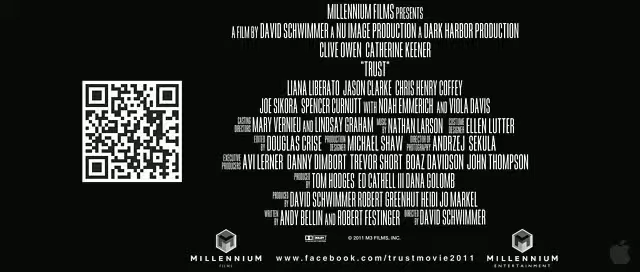 MILLENNIUM FILMS PRESENTS
A FILM BY DAVID SCHWIMMER A NU IMAGE PRODUCTION A DARK HARBOR PRODUCTION
CLIVE OWEN CATHERINE KEENER
"TRUST"
LIANA LIBERATO JASON CLARKE CHRIS HENRY COFFEY
JOE SIKORA SPENCER CURNUTT WITH NOAH EMMERICH AND VIOLA DAVIS
CASTING DIRECTORS MARY VERNIEU AND LINDSAY GRAHAM MUSIC BY NATHAN LARSON COSTUME DESIGNER ELLEN LUTTER
EDITED BY DOUGLAS CRISE PRODUCTION DESIGNER MICHAEL SHAW DIRECTOR OF PHOTOGRAPHY ANDRZEJ SEKULA
EXECUTIVE PRODUCERS AVI LERNER DANNY DIMBORT TREVOR SHORT BOAZ DAVIDSON JOHN THOMPSON
PRODUCED BY TOM HODGES ED CATHELL III DANA GOLOMB
PRODUCED BY DAVID SCHWIMMER ROBERT GREENHUT HEIDI JO MARKEL
WRITTEN BY ANDY BELLIN AND ROBERT FESTINGER DIRECTED BY DAVID SCHWIMMER
© 2011 M3 FILMS, INC.
MILLENNIUM
FILMS
www.facebook.com/trustmovie2011
MILLENNIUM
ENTERTAINMENT